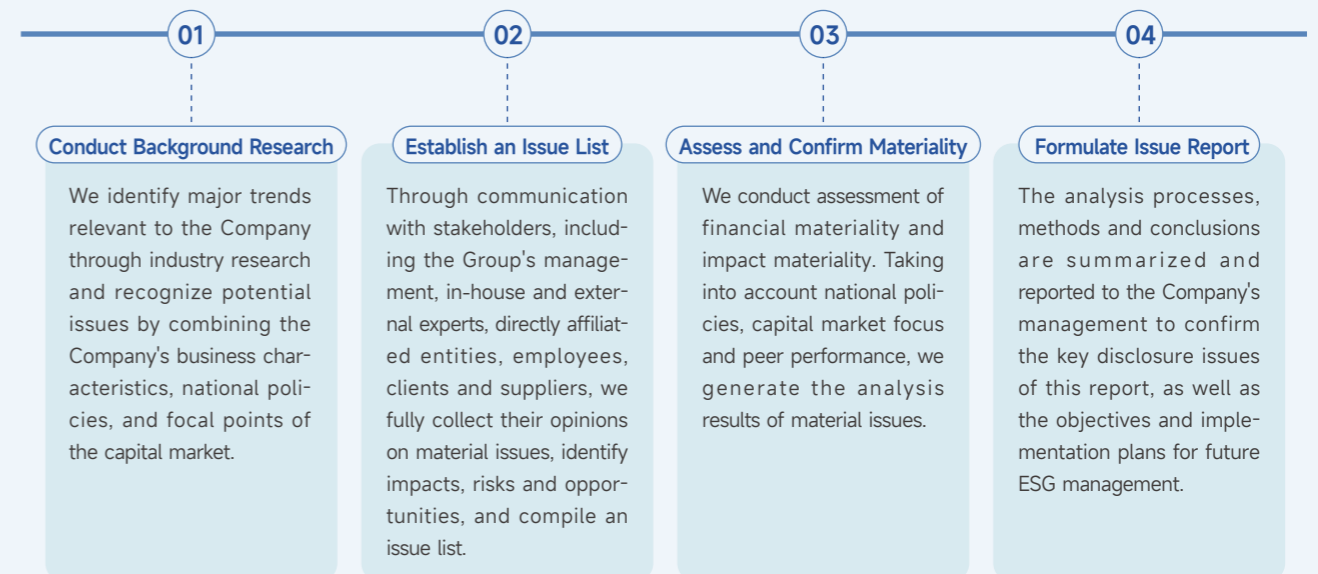 01
02
03
04
Conduct Background Research
We identify major trends
relevant to the Company
through industry research
and recognize potential
issues by combining the
Company's business char-
acteristics, national poli-
cies, and focal points of
the capital market.
Establish an Issue List
Through communication
with stakeholders, includ-
ing the Group's manage-
ment, in-house and exter-
nal experts, directly affiliat-
ed entities, employees,
clients and suppliers, we
fully collect their opinions
on material issues, identify
impacts, risks and oppor-
tunities, and compile an
issue list.
Assess and Confirm Materiality
We conduct assessment of
financial materiality and
impact materiality. Taking
into account national poli-
cies, capital market focus
and peer performance, we
generate the analysis
results of material issues.
Formulate Issue Report
The analysis processes,
methods and conclusions
are summarized and
reported to the Company's
management to confirm
the key disclosure issues
of this report, as well as
the objectives and imple-
mentation plans for future
ESG management.